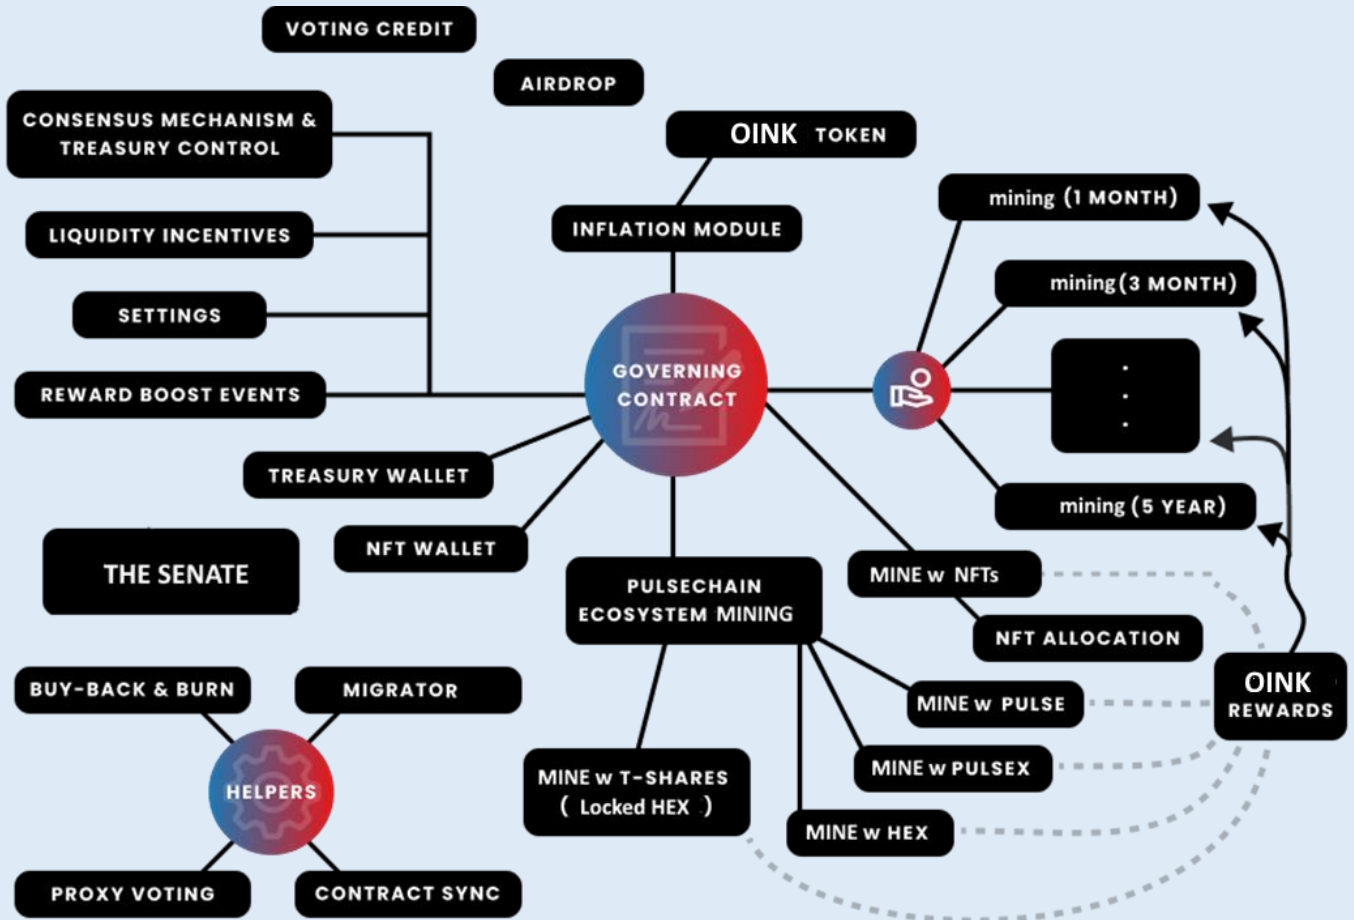 VOTING CREDIT
AIRDROP
OINK TOKEN
CONSENSUS MECHANISM &
TREASURY CONTROL
LIQUIDITY INCENTIVES
SETTINGS
REWARD BOOST EVENTS
INFLATION MODULE
GOVERNING
CONTRACT
mining (1 MONTH)
mining (3 MONTH)
.
.
.
mining (5 YEAR)
TREASURY WALLET
NFT WALLET
THE SENATE
PULSECHAIN
ECOSYSTEM MINING
MINE w NFTs
NFT ALLOCATION
OINK
REWARDS
MINE w PULSE
MINE w PULSEX
MINE w HEX
MINE w T-SHARES
( Locked HEX )
BUY-BACK & BURN
MIGRATOR
HELPERS
PROXY VOTING
CONTRACT SYNC